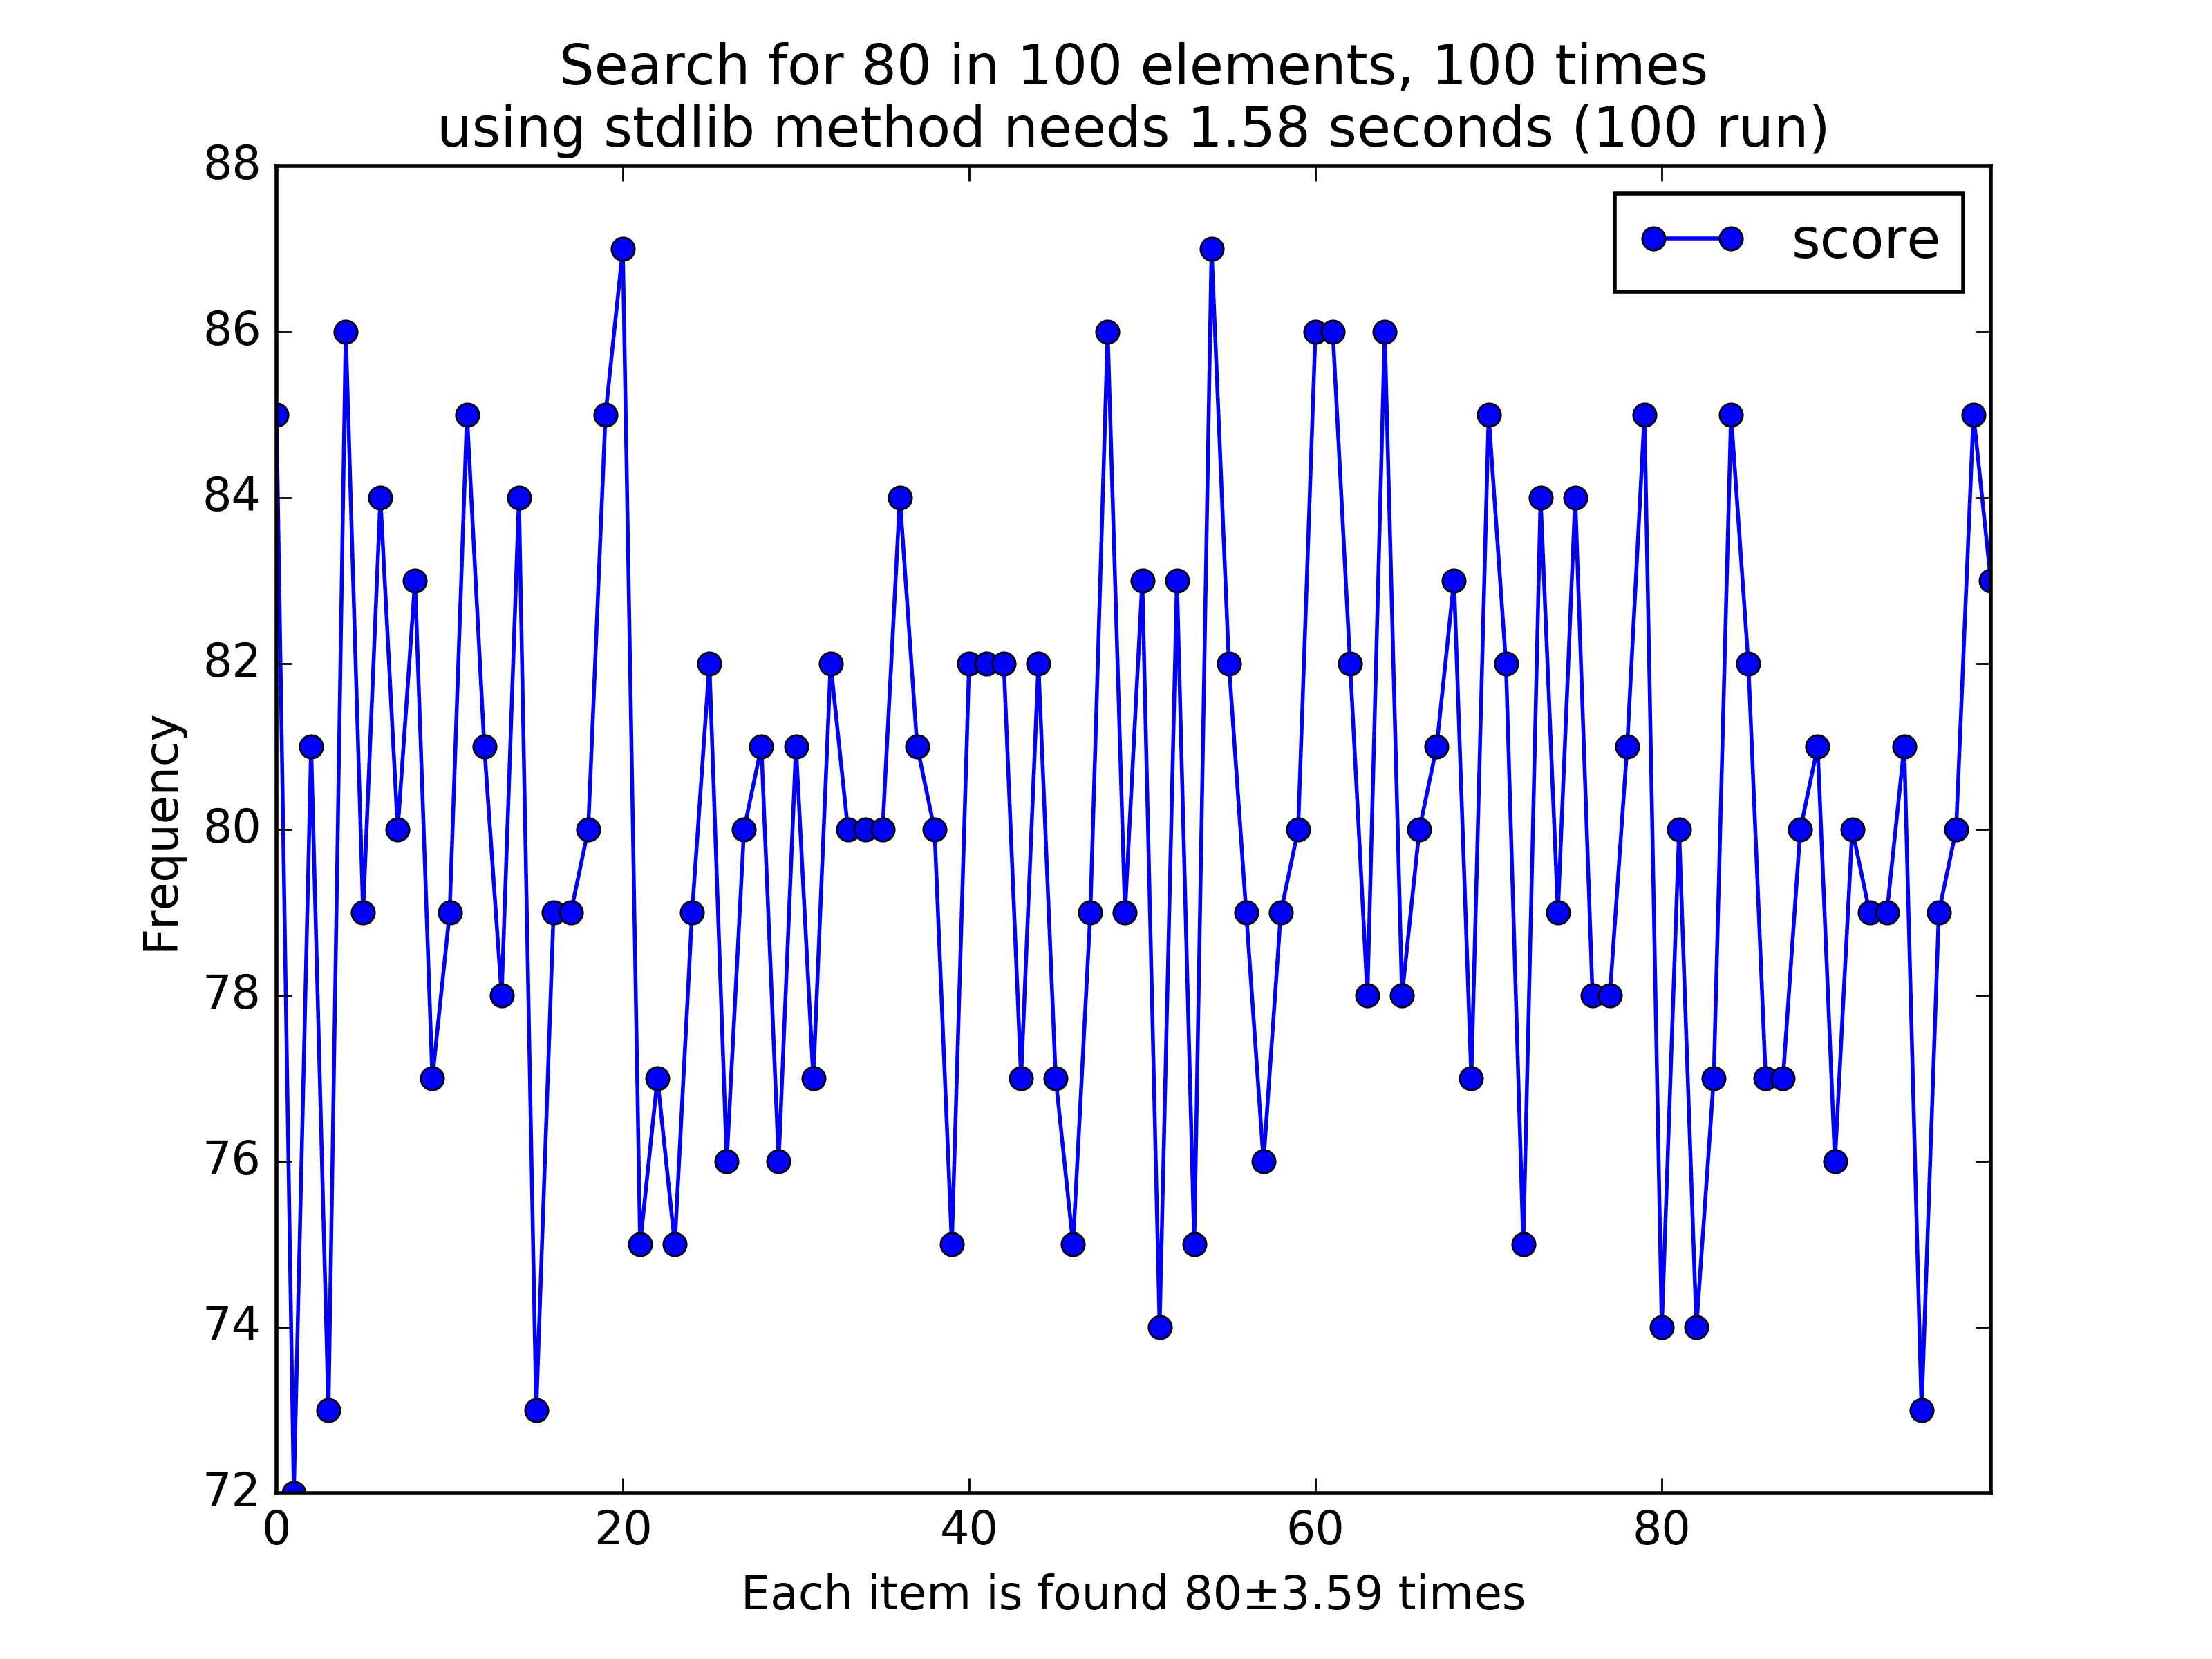 Search for 80 in 100 elements, 100 times
using stdlib method needs 1.58 seconds (100 run)
score
88
86
84
82
80
78
76
74
72
Frequency
0 20 40 60 80
Each item is found 80±3.59 times